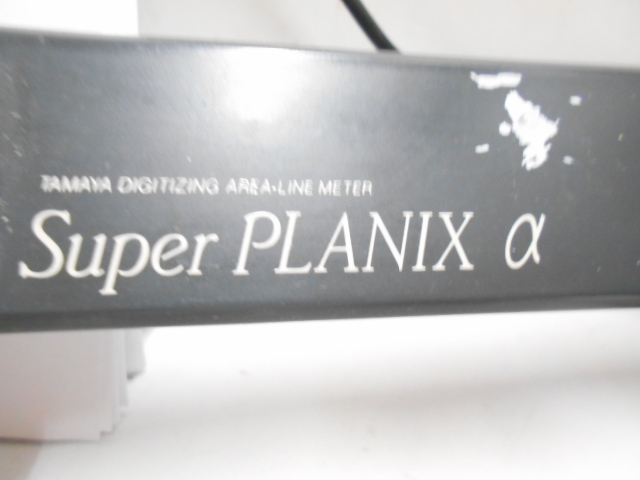 TAMAYA DIGITIZING AREA-LINE METER
Super PLANIX α